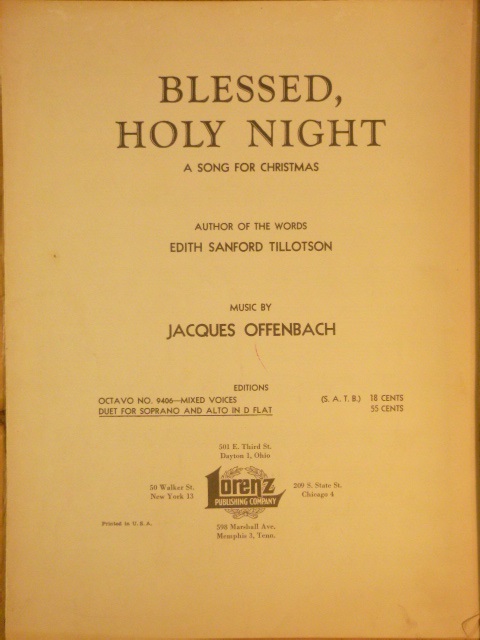 BLESSED,
HOLY NIGHT
A SONG FOR CHRISTMAS
AUTHOR OF THE WORDS
EDITH SANFORD TILLOTSON
MUSIC BY
JACQUES OFFENBACH
EDITIONS
OCTAVO NO. 9406—MIXED VOICES (S. A. T. B.) 18 CENTS
DUET FOR SOPRANO AND ALTO IN D FLAT 55 CENTS
501 E. Third St.
Dayton 1, Ohio
50 Walker St.
New York 13
Lorenz
PUBLISHING COMPANY
209 S. State St.
Chicago 4
Printed in U. S. A.
598 Marshall Ave.
Memphis 3, Tenn.